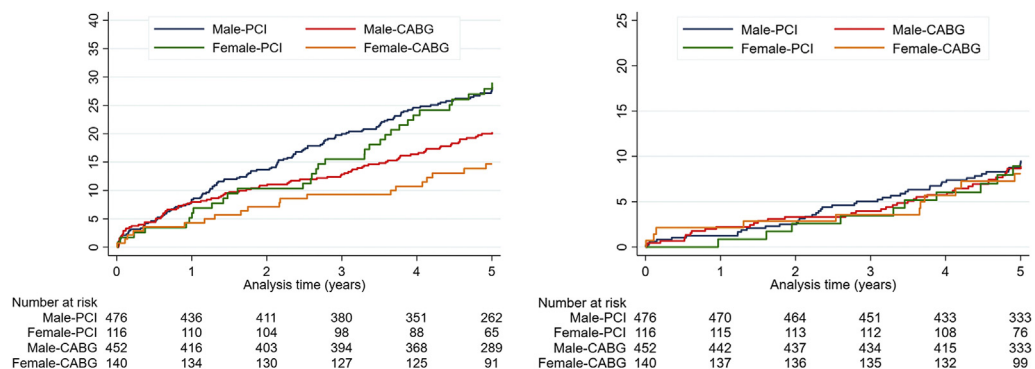 Male-PCI Male-CABG
Female-PCI Female-CABG
40
35
30
25
20
15
10
5
0
0 1 2 3 4 5
Analysis time (years)
Number at risk
Male-PCI 476 436 411 380 351 262
Female-PCI 116 110 104 98 88 65
Male-CABG 452 416 403 394 368 289
Female-CABG 140 134 130 127 125 91
25
Male-PCI Male-CABG
Female-PCI Female-CABG
20
15
10
5
0
0 1 2 3 4 5
Analysis time (years)
Number at risk
Male-PCI 476 470 464 451 433 333
Female-PCI 116 115 113 112 108 76
Male-CABG 452 442 437 434 415 333
Female-CABG 140 137 136 135 132 99